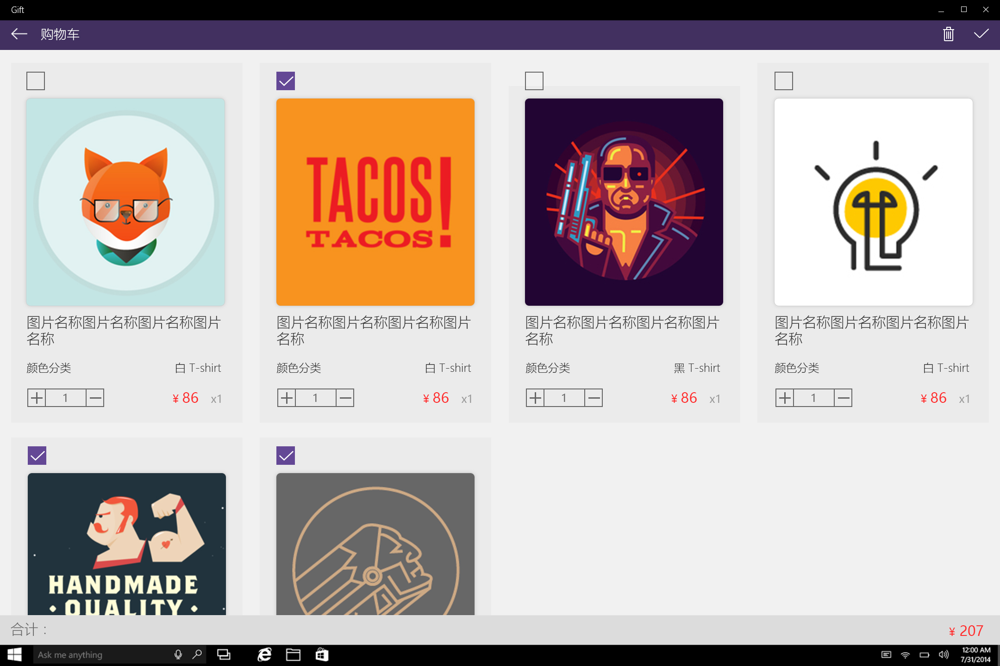 Gift
购物车
TACOS!
TACOS
图片名称图片名称图片名称图片
名称
颜色分类 白 T-shirt
1 ¥ 86 x1
图片名称图片名称图片名称图片
名称
颜色分类 白 T-shirt
1 ¥ 86 x1
图片名称图片名称图片名称图片
名称
颜色分类 黑 T-shirt
1 ¥ 86 x1
图片名称图片名称图片名称图片
名称
颜色分类 白 T-shirt
1 ¥ 86 x1
HANDMADE
· QUALITY ·
合计：
¥ 207
Ask me anything
12:00 AM
7/31/2014